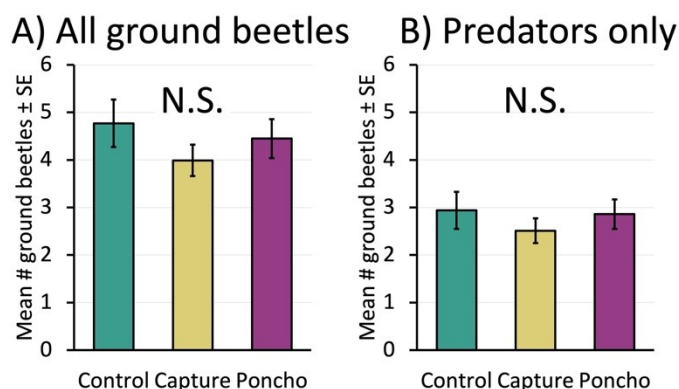 A) All ground beetles
Mean # ground beetles ± SE
6
5
4
3
2
1
0
N.S.
Control Capture Poncho
B) Predators only
Mean # ground beetles ± SE
6
5
4
3
2
1
0
N.S.
Control Capture Poncho